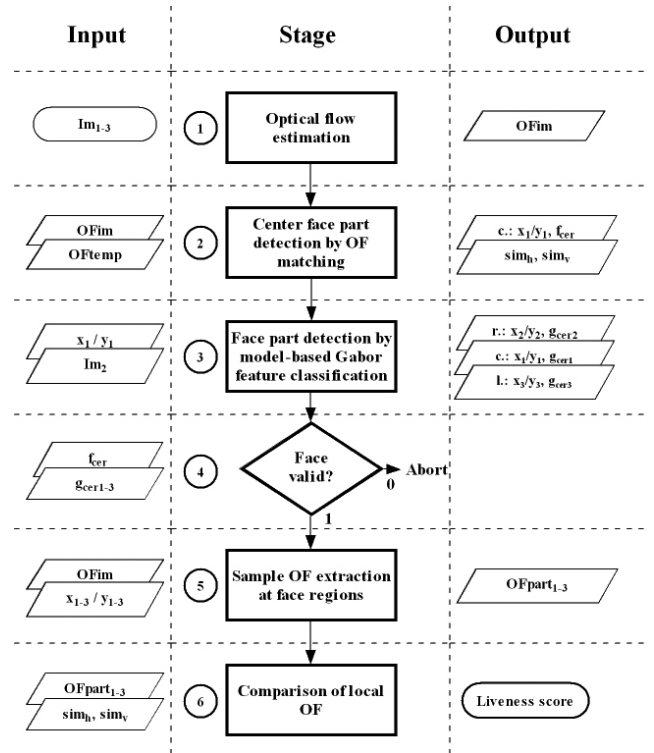 Input Stage Output
Im1-3
1
Optical flow
estimation
OFim
OFim
OFtemp
2
Center face part
detection by OF
matching
c.: x1/y1, fcer
simh, simv
x1 / y1
Im2
3
Face part detection by
model-based Gabor
feature classification
r.: x2/y2, gcer2
c.: x1/y1, gcer1
l.: x3/y3, gcer3
fcer
gcer1-3
4
Face
valid?
0
Abort
1
OFim
x1-3 / y1-3
5
Sample OF extraction
at face regions
OFpart1-3
OFpart1-3
simh, simv
6
Comparison of local
OF
Liveness score